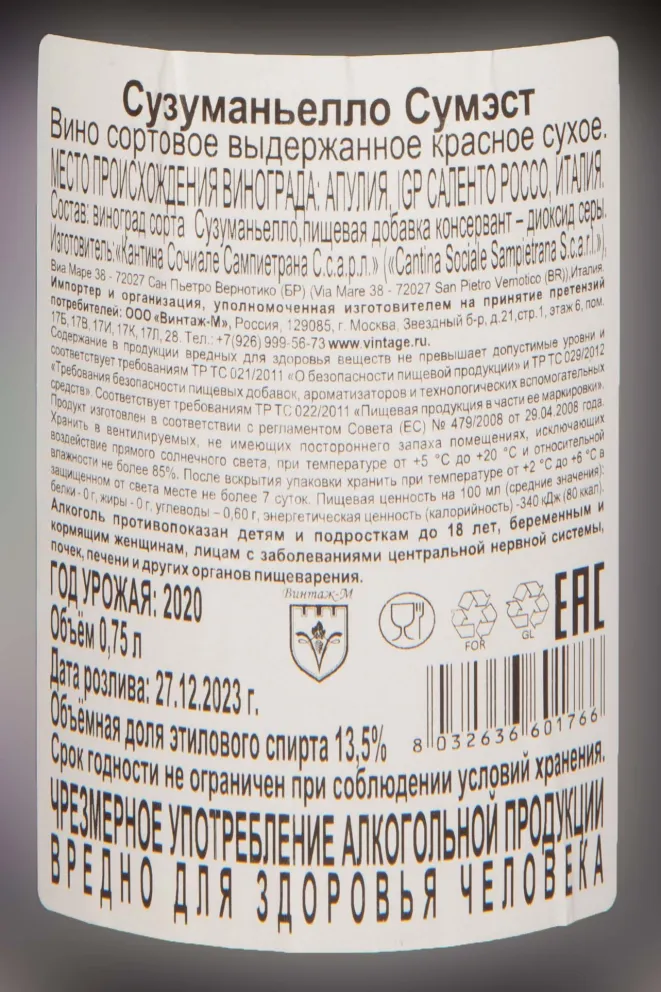 Сузуманьелло Сумэст
Вино сортовое выдержанное красное сухое.
МЕСТО ПРОИСХОЖДЕНИЯ ВИНОГРАДА: АПУЛИЯ, IGP САЛЕНТО РОССО, ИТАЛИЯ.
Состав: виноград сорта Сузуманьелло,пищевая добавка консервант – диоксид серы.
Изготовитель:«Кантина Сочиале Сампиетрана С.с.а.р.л.» («Cantina Sociale Sampietrana S.c.a.r.l.»),
Виа Маре 38 - 72027 Сан Пьетро Вернотико (БР) (Via Mare 38 - 72027 San Pietro Vernotico (BR)),Италия.
Импортер и организация, уполномоченная изготовителем на принятие претензий
потребителей: ООО «Винтаж-М», Россия, 129085, г. Москва, Звездный б-р, д.21,стр.1, этаж 6, пом.
17Б, 17В, 17И, 17К, 17Л, 28. Тел.: +7(926) 999-56-73 www.vintage.ru.
Содержание в продукции вредных для здоровья веществ не превышает допустимые уровни и
соответствует требованиям ТР ТС 021/2011 «О безопасности пищевой продукции» и ТР ТС 029/2012
«Требования безопасности пищевых добавок, ароматизаторов и технологических вспомогательных
средств». Соответствует требованиям ТР ТС 022/2011 «Пищевая продукция в части ее маркировки».
Продукт изготовлен в соответствии с регламентом Совета (ЕС) № 479/2008 от 29.04.2008 года.
Хранить в вентилируемых, не имеющих постороннего запаха помещениях, исключающих
воздействие прямого солнечного света, при температуре от +5 °С до +20 °С и относительной
влажности не более 85%. После вскрытия упаковки хранить при температуре от +2 °С до +6 °С в
защищенном от света месте не более 7 суток. Пищевая ценность на 100 мл (средние значения):
белки - 0 г, жиры - 0 г, углеводы – 0,60 г, энергетическая ценность (калорийность) -340 кДж (80 ккал).
Алкоголь противопоказан детям и подросткам до 18 лет, беременным и
кормящим женщинам, лицам с заболеваниями центральной нервной системы,
почек, печени и других органов пищеварения.
ГОД УРОЖАЯ: 2020
Объём 0,75 л
Дата розлива: 27.12.2023 г.
Объёмная доля этилового спирта 13,5%
Винтаж-М
FOR
GL
EAC
8 032636 601766
Срок годности не ограничен при соблюдении условий хранения.
ЧРЕЗМЕРНОЕ УПОТРЕБЛЕНИЕ АЛКОГОЛЬНОЙ ПРОДУКЦИИ
ВРЕДНО ДЛЯ ЗДОРОВЬЯ ЧЕЛОВЕКА